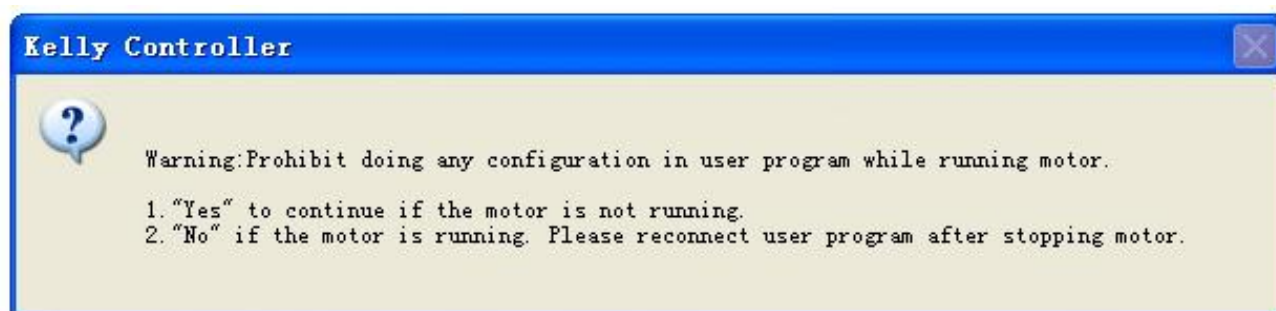 Kelly Controller
?
Warning:Prohibit doing any configuration in user program while running motor.
1."Yes" to continue if the motor is not running.
2."No" if the motor is running. Please reconnect user program after stopping motor.